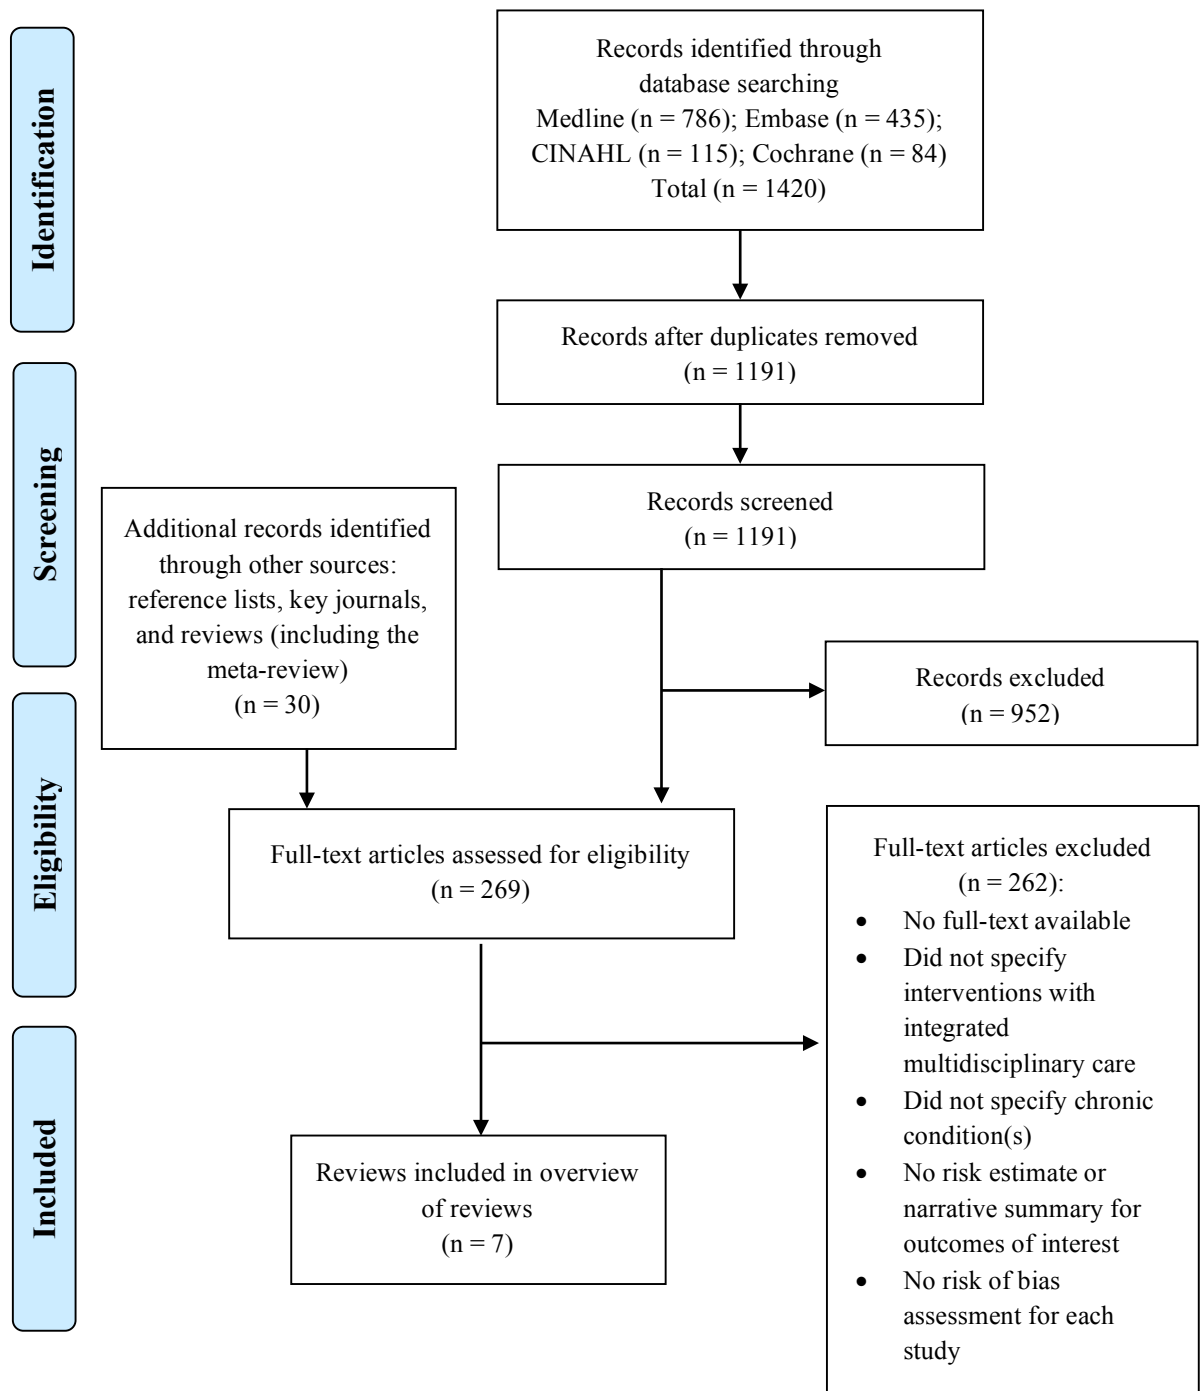 Identification
Records identified through
database searching
Medline (n = 786); Embase (n = 435);
CINAHL (n = 115); Cochrane (n = 84)
Total (n = 1420)
Records after duplicates removed
(n = 1191)
Screening
Records screened
(n = 1191)
Additional records identified
through other sources:
reference lists, key journals,
and reviews (including the
meta-review)
(n = 30)
Records excluded
(n = 952)
Eligibility
Full-text articles assessed for eligibility
(n = 269)
Full-text articles excluded
(n = 262):
• No full-text available
• Did not specify
interventions with
integrated
multidisciplinary care
• Did not specify chronic
condition(s)
• No risk estimate or
narrative summary for
outcomes of interest
• No risk of bias
assessment for each
study
Included
Reviews included in overview
of reviews
(n = 7)